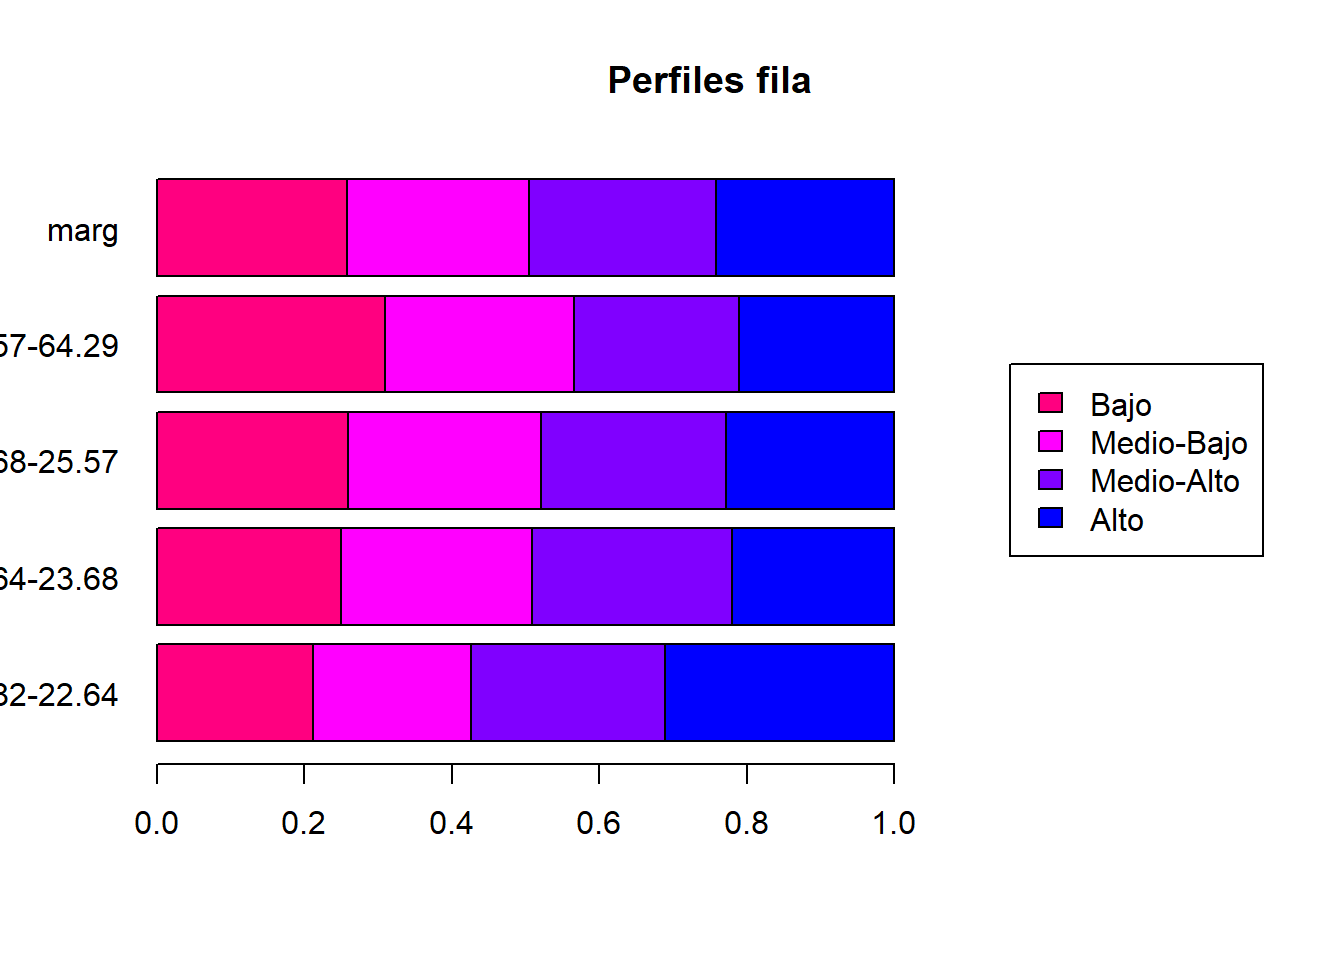 Perfiles fila
marg
57-64.29
68-25.57
64-23.68
32-22.64
0.0 0.2 0.4 0.6 0.8 1.0
Bajo
Medio-Bajo
Medio-Alto
Alto